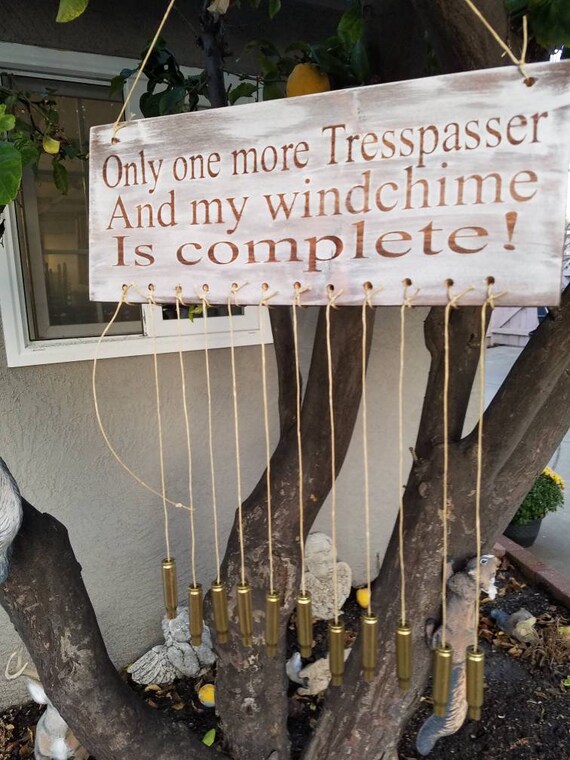 Only one more Tresspasser
And my windchime
Is complete!